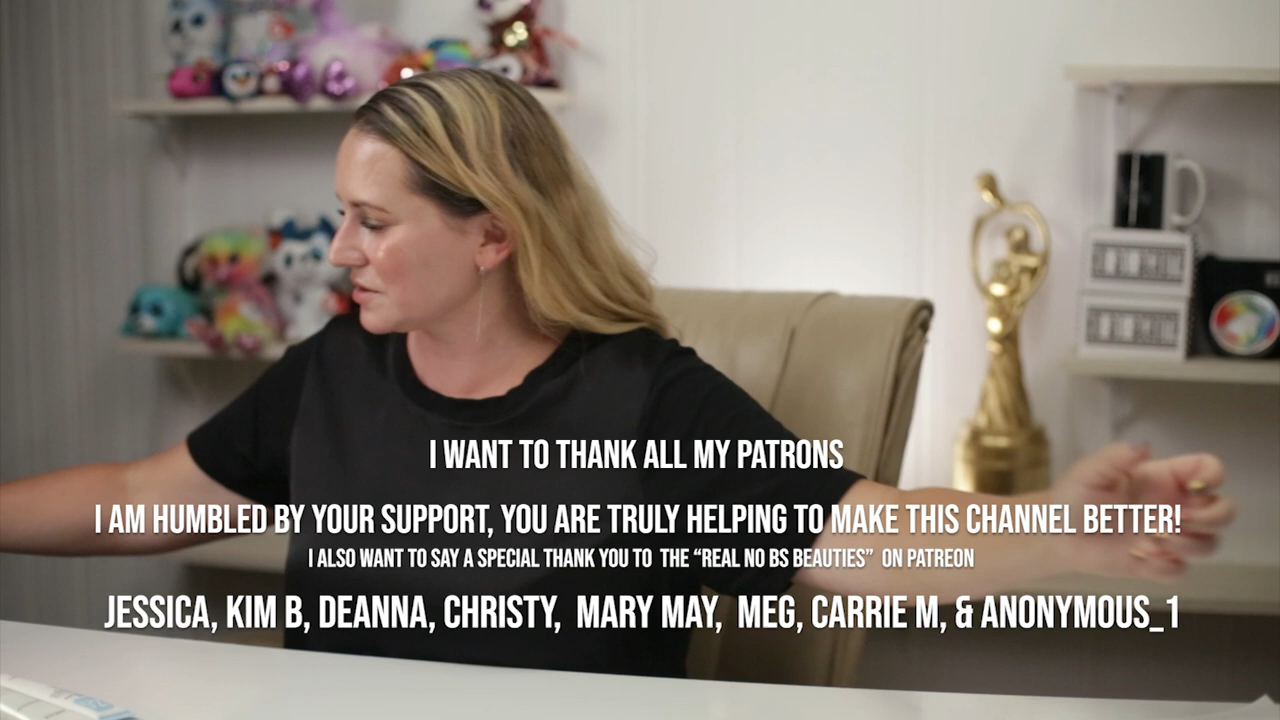 I WANT TO THANK ALL MY PATRONS
I AM HUMBLED BY YOUR SUPPORT, YOU ARE TRULY HELPING TO MAKE THIS CHANNEL BETTER!
I ALSO WANT TO SAY A SPECIAL THANK YOU TO THE “REAL NO BS BEAUTIES” ON PATREON
JESSICA, KIM B, DEANNA, CHRISTY, MARY MAY, MEG, CARRIE M, & ANONYMOUS_1